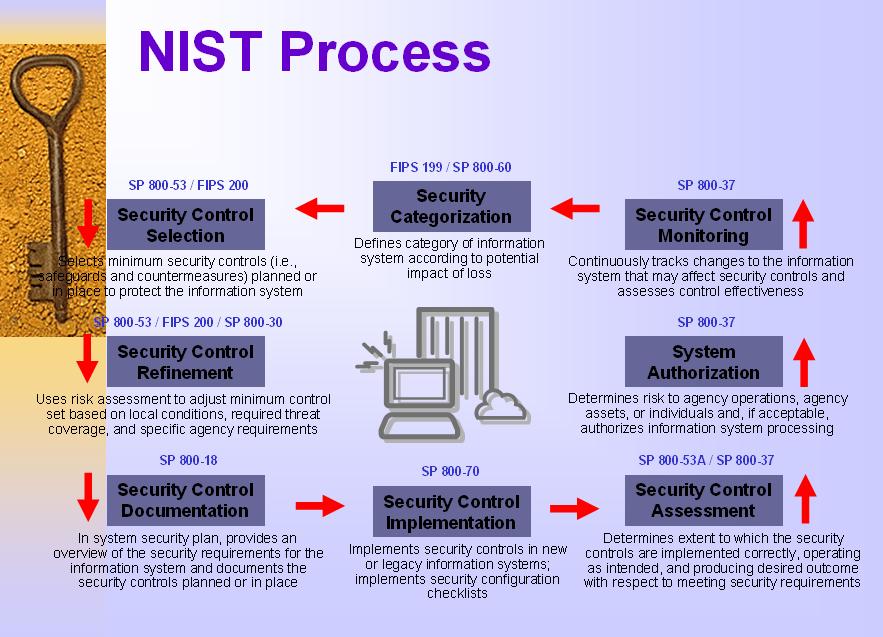 NIST Process
FIPS 199 / SP 800-60
Security
Categorization
Defines category of information
system according to potential
impact of loss
SP 800-53 / FIPS 200
Security Control
Selection
Selects minimum security controls (i.e.,
safeguards and countermeasures) planned or
in place to protect the information system
SP 800-53 / FIPS 200 / SP 800-30
Security Control
Refinement
Uses risk assessment to adjust minimum control
set based on local conditions, required threat
coverage, and specific agency requirements
SP 800-18
Security Control
Documentation
In system security plan, provides an
overview of the security requirements for the
information system and documents the
security controls planned or in place
SP 800-70
Security Control
Implementation
Implements security controls in new
or legacy information systems;
implements security configuration
checklists
SP 800-53A / SP 800-37
Security Control
Assessment
Determines extent to which the security
controls are implemented correctly, operating
as intended, and producing desired outcome
with respect to meeting security requirements
SP 800-37
System
Authorization
Determines risk to agency operations, agency
assets, or individuals and, if acceptable,
authorizes information system processing
SP 800-37
Security Control
Monitoring
Continuously tracks changes to the information
system that may affect security controls and
assesses control effectiveness